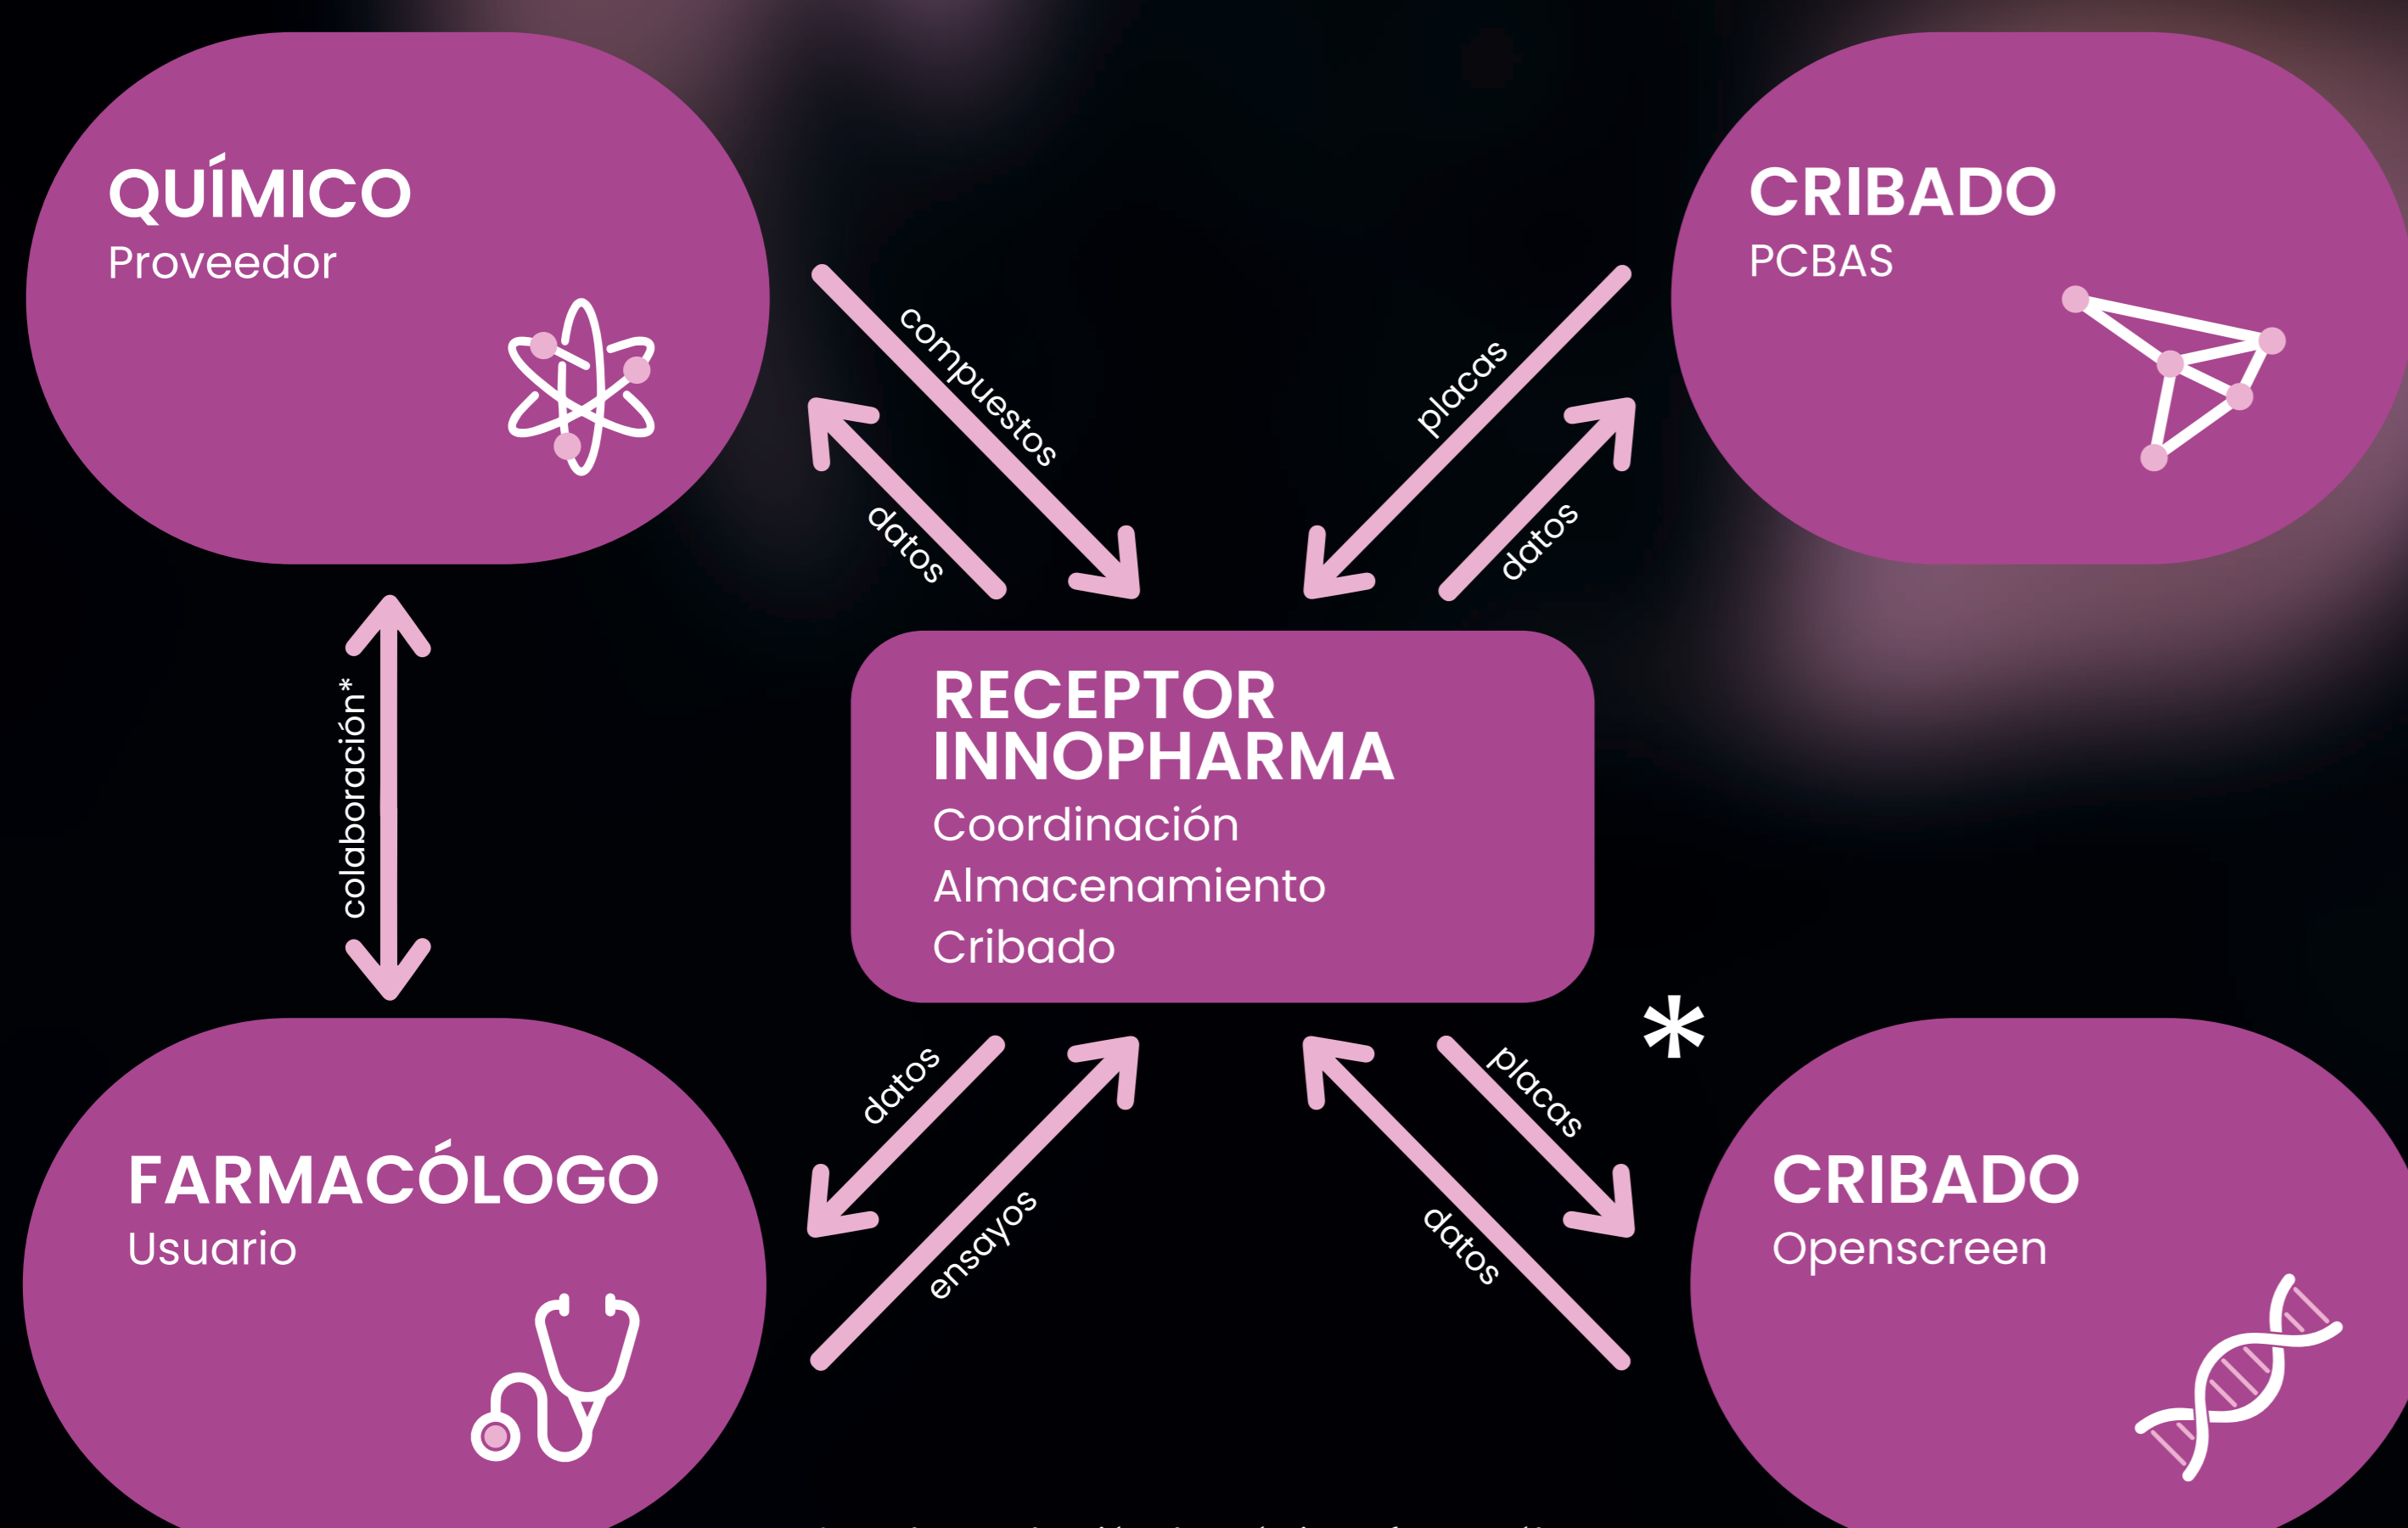 QUÍMICO
Proveedor
CRIBADO
PCBAS
compuestos
datos
placas
datos
colaboración*
RECEPTOR
INNOPHARMA
Coordinación
Almacenamiento
Cribado
*
datos
ensayos
placas
datos
FARMACÓLOGO
Usuario
CRIBADO
Openscreen